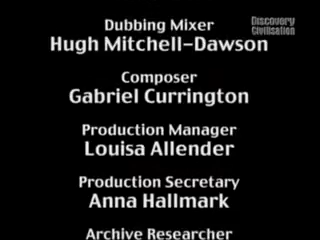 Discovery
Civilisation
Dubbing Mixer
Hugh Mitchell-Dawson
Composer
Gabriel Currington
Production Manager
Louisa Allender
Production Secretary
Anna Hallmark
Archive Researcher